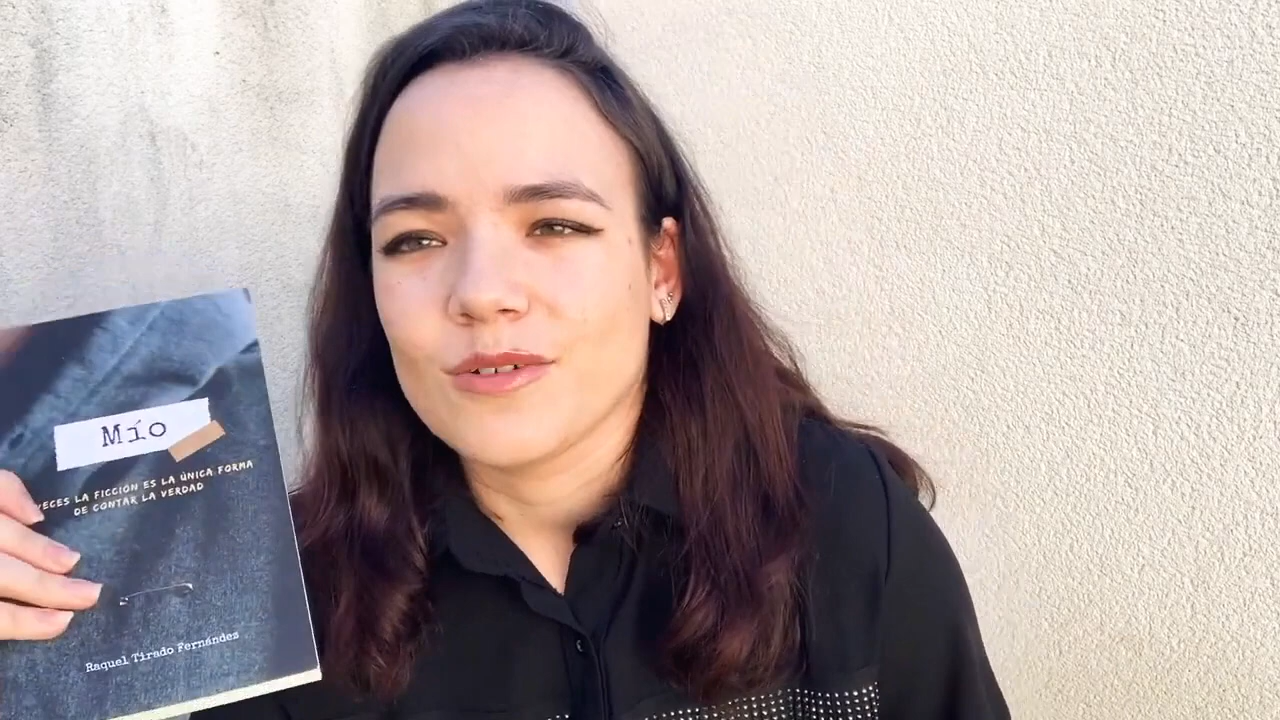 Mío
VECES LA FICCIÓN ES LA ÚNICA FORMA
DE CONTAR LA VERDAD
Raquel Tirado Fernández